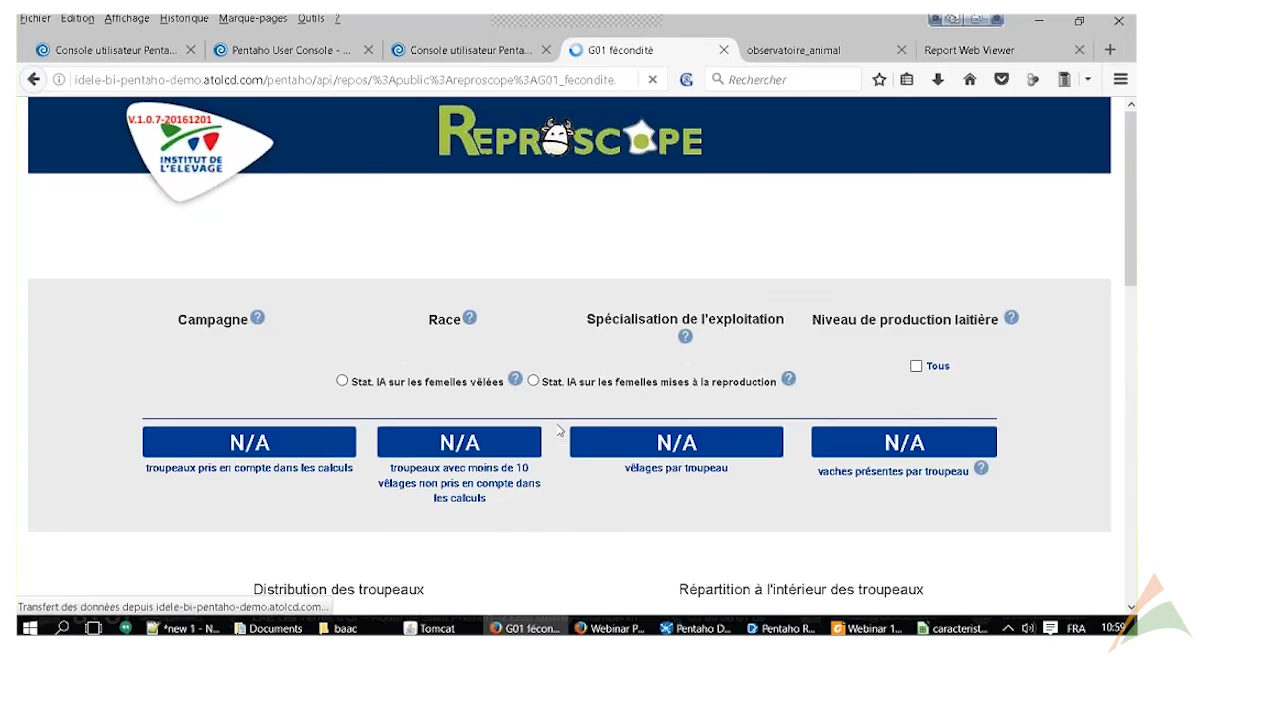 Fichier Edition Affichage Historique Marque-pages Outils ?
Console utilisateur Penta... Pentaho User Console - ... Console utilisateur Penta... G01 fécondité observatoire_animal Report Web Viewer
idele-bi-pentaho-demo.atolcd.com/pentaho/api/repos/%3Apublic%3Areproscope%3AG01_fecondite. Rechercher
V.1.0.7-20161201
INSTITUT DE
L'ELEVAGE
REPROSCOPE
Campagne ? Race ? Spécialisation de l'exploitation ? Niveau de production laitière ?
Tous
Stat. IA sur les femelles vêlées ? Stat. IA sur les femelles mises à la reproduction ?
N/A N/A N/A N/A
troupeaux pris en compte dans les calculs
troupeaux avec moins de 10
vêlages non pris en compte dans
les calculs
vêlages par troupeau
vaches présentes par troupeau ?
Distribution des troupeaux Répartition à l'intérieur des troupeaux
Transfert des données depuis idele-bi-pentaho-demo.atolcd.com...
*new 1 - N... Documents baac Tomcat G01 fécon... Webinar P... Pentaho D... Pentaho R... Webinar 1... caracterist... FRA 10:59